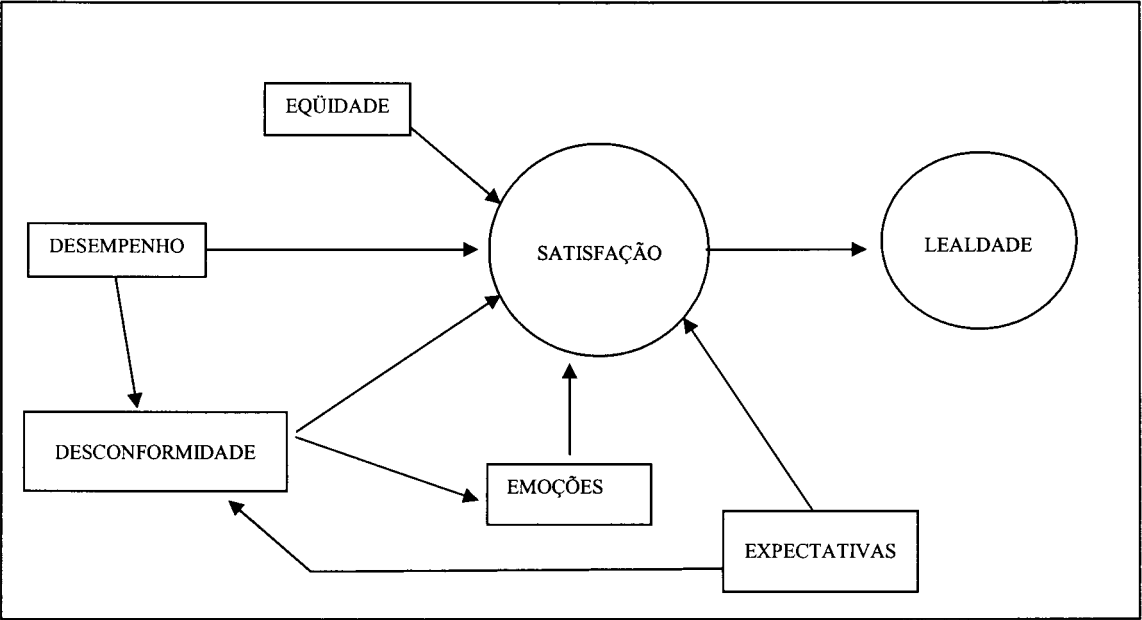 EQÜIDADE
DESEMPENHO
SATISFAÇÃO
LEALDADE
DESCONFORMIDADE
EMOÇÕES
EXPECTATIVAS